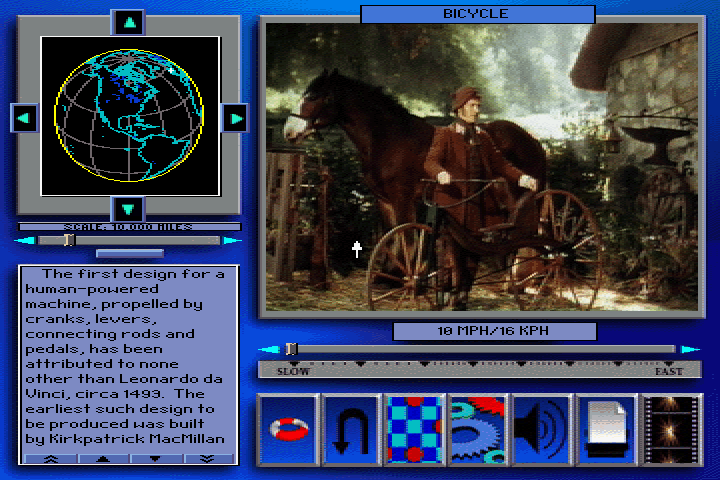 BICYCLE
SCALE: 10,000 MILES
The first design for a
human-powered
machine, propelled by
cranks, levers,
connecting rods and
pedals, has been
attributed to none
other than Leonardo da
Vinci, circa 1493. The
earliest such design to
be produced was built
by Kirkpatrick MacMillan
10 MPH/16 KPH
SLOW FAST